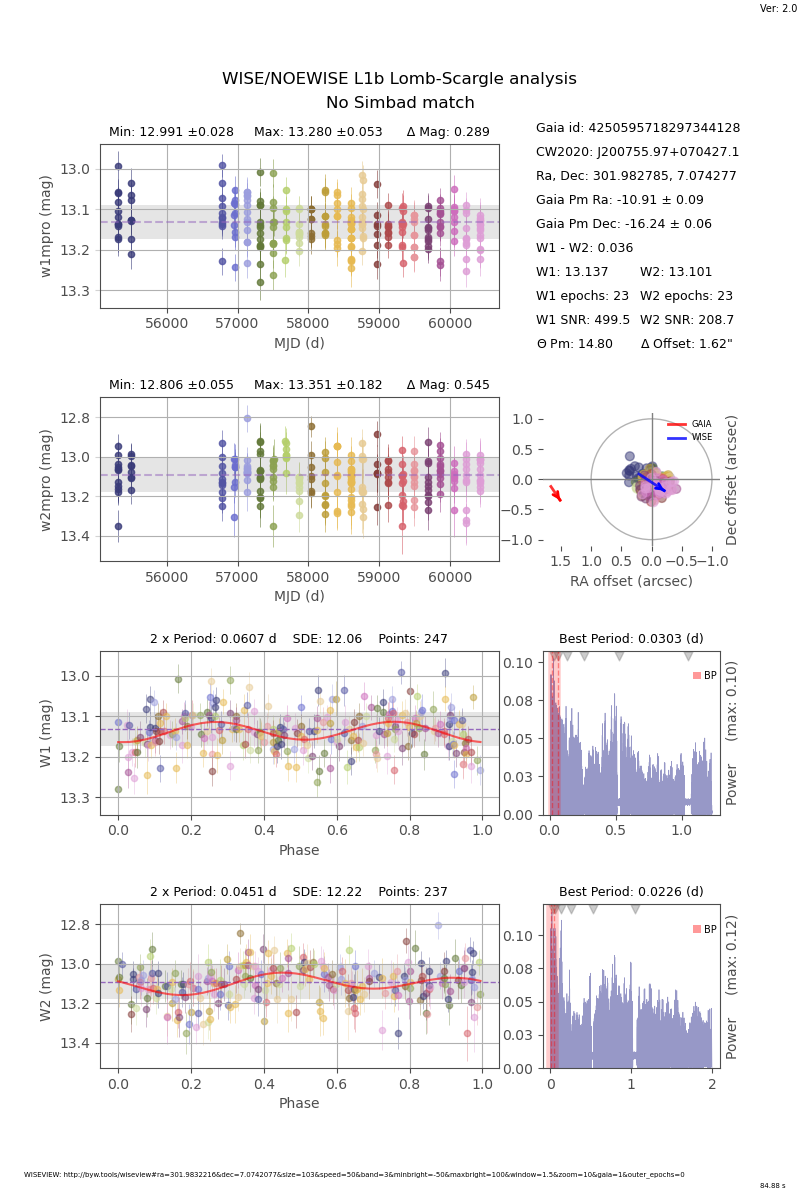 Ver: 2.0
WISE/NOEWISE L1b Lomb-Scargle analysis
No Simbad match
Min: 12.991 ±0.028 Max: 13.280 ±0.053 Δ Mag: 0.289
13.0
13.1
13.2
13.3
w1mpro (mag)
56000 57000 58000 59000 60000
MJD (d)
Gaia id: 4250595718297344128
CW2020: J200755.97+070427.1
Ra, Dec: 301.982785, 7.074277
Gaia Pm Ra: -10.91 ± 0.09
Gaia Pm Dec: -16.24 ± 0.06
W1 - W2: 0.036
W1: 13.137 W2: 13.101
W1 epochs: 23 W2 epochs: 23
W1 SNR: 499.5 W2 SNR: 208.7
Θ Pm: 14.80 Δ Offset: 1.62"
Min: 12.806 ±0.055 Max: 13.351 ±0.182 Δ Mag: 0.545
12.8
13.0
13.2
13.4
w2mpro (mag)
56000 57000 58000 59000 60000
MJD (d)
1.0
0.5
0.0
−0.5
−1.0
GAIA
WISE
Dec offset (arcsec)
1.5 1.0 0.5 0.0 −0.5 −1.0
RA offset (arcsec)
2 x Period: 0.0607 d SDE: 12.06 Points: 247
13.0
13.1
13.2
13.3
W1 (mag)
0.0 0.2 0.4 0.6 0.8 1.0
Phase
Best Period: 0.0303 (d)
0.10
0.08
0.05
0.03
0.00
BP
Power (max: 0.10)
0.0 0.5 1.0
2 x Period: 0.0451 d SDE: 12.22 Points: 237
12.8
13.0
13.2
13.4
W2 (mag)
0.0 0.2 0.4 0.6 0.8 1.0
Phase
Best Period: 0.0226 (d)
0.10
0.08
0.05
0.03
0.00
BP
Power (max: 0.12)
0 1 2
WISEVIEW: http://byw.tools/wiseview#ra=301.9832216&dec=7.0742077&size=103&speed=50&band=3&minbright=-50&maxbright=100&window=1.5&zoom=10&gaia=1&outer_epochs=0
84.88 s